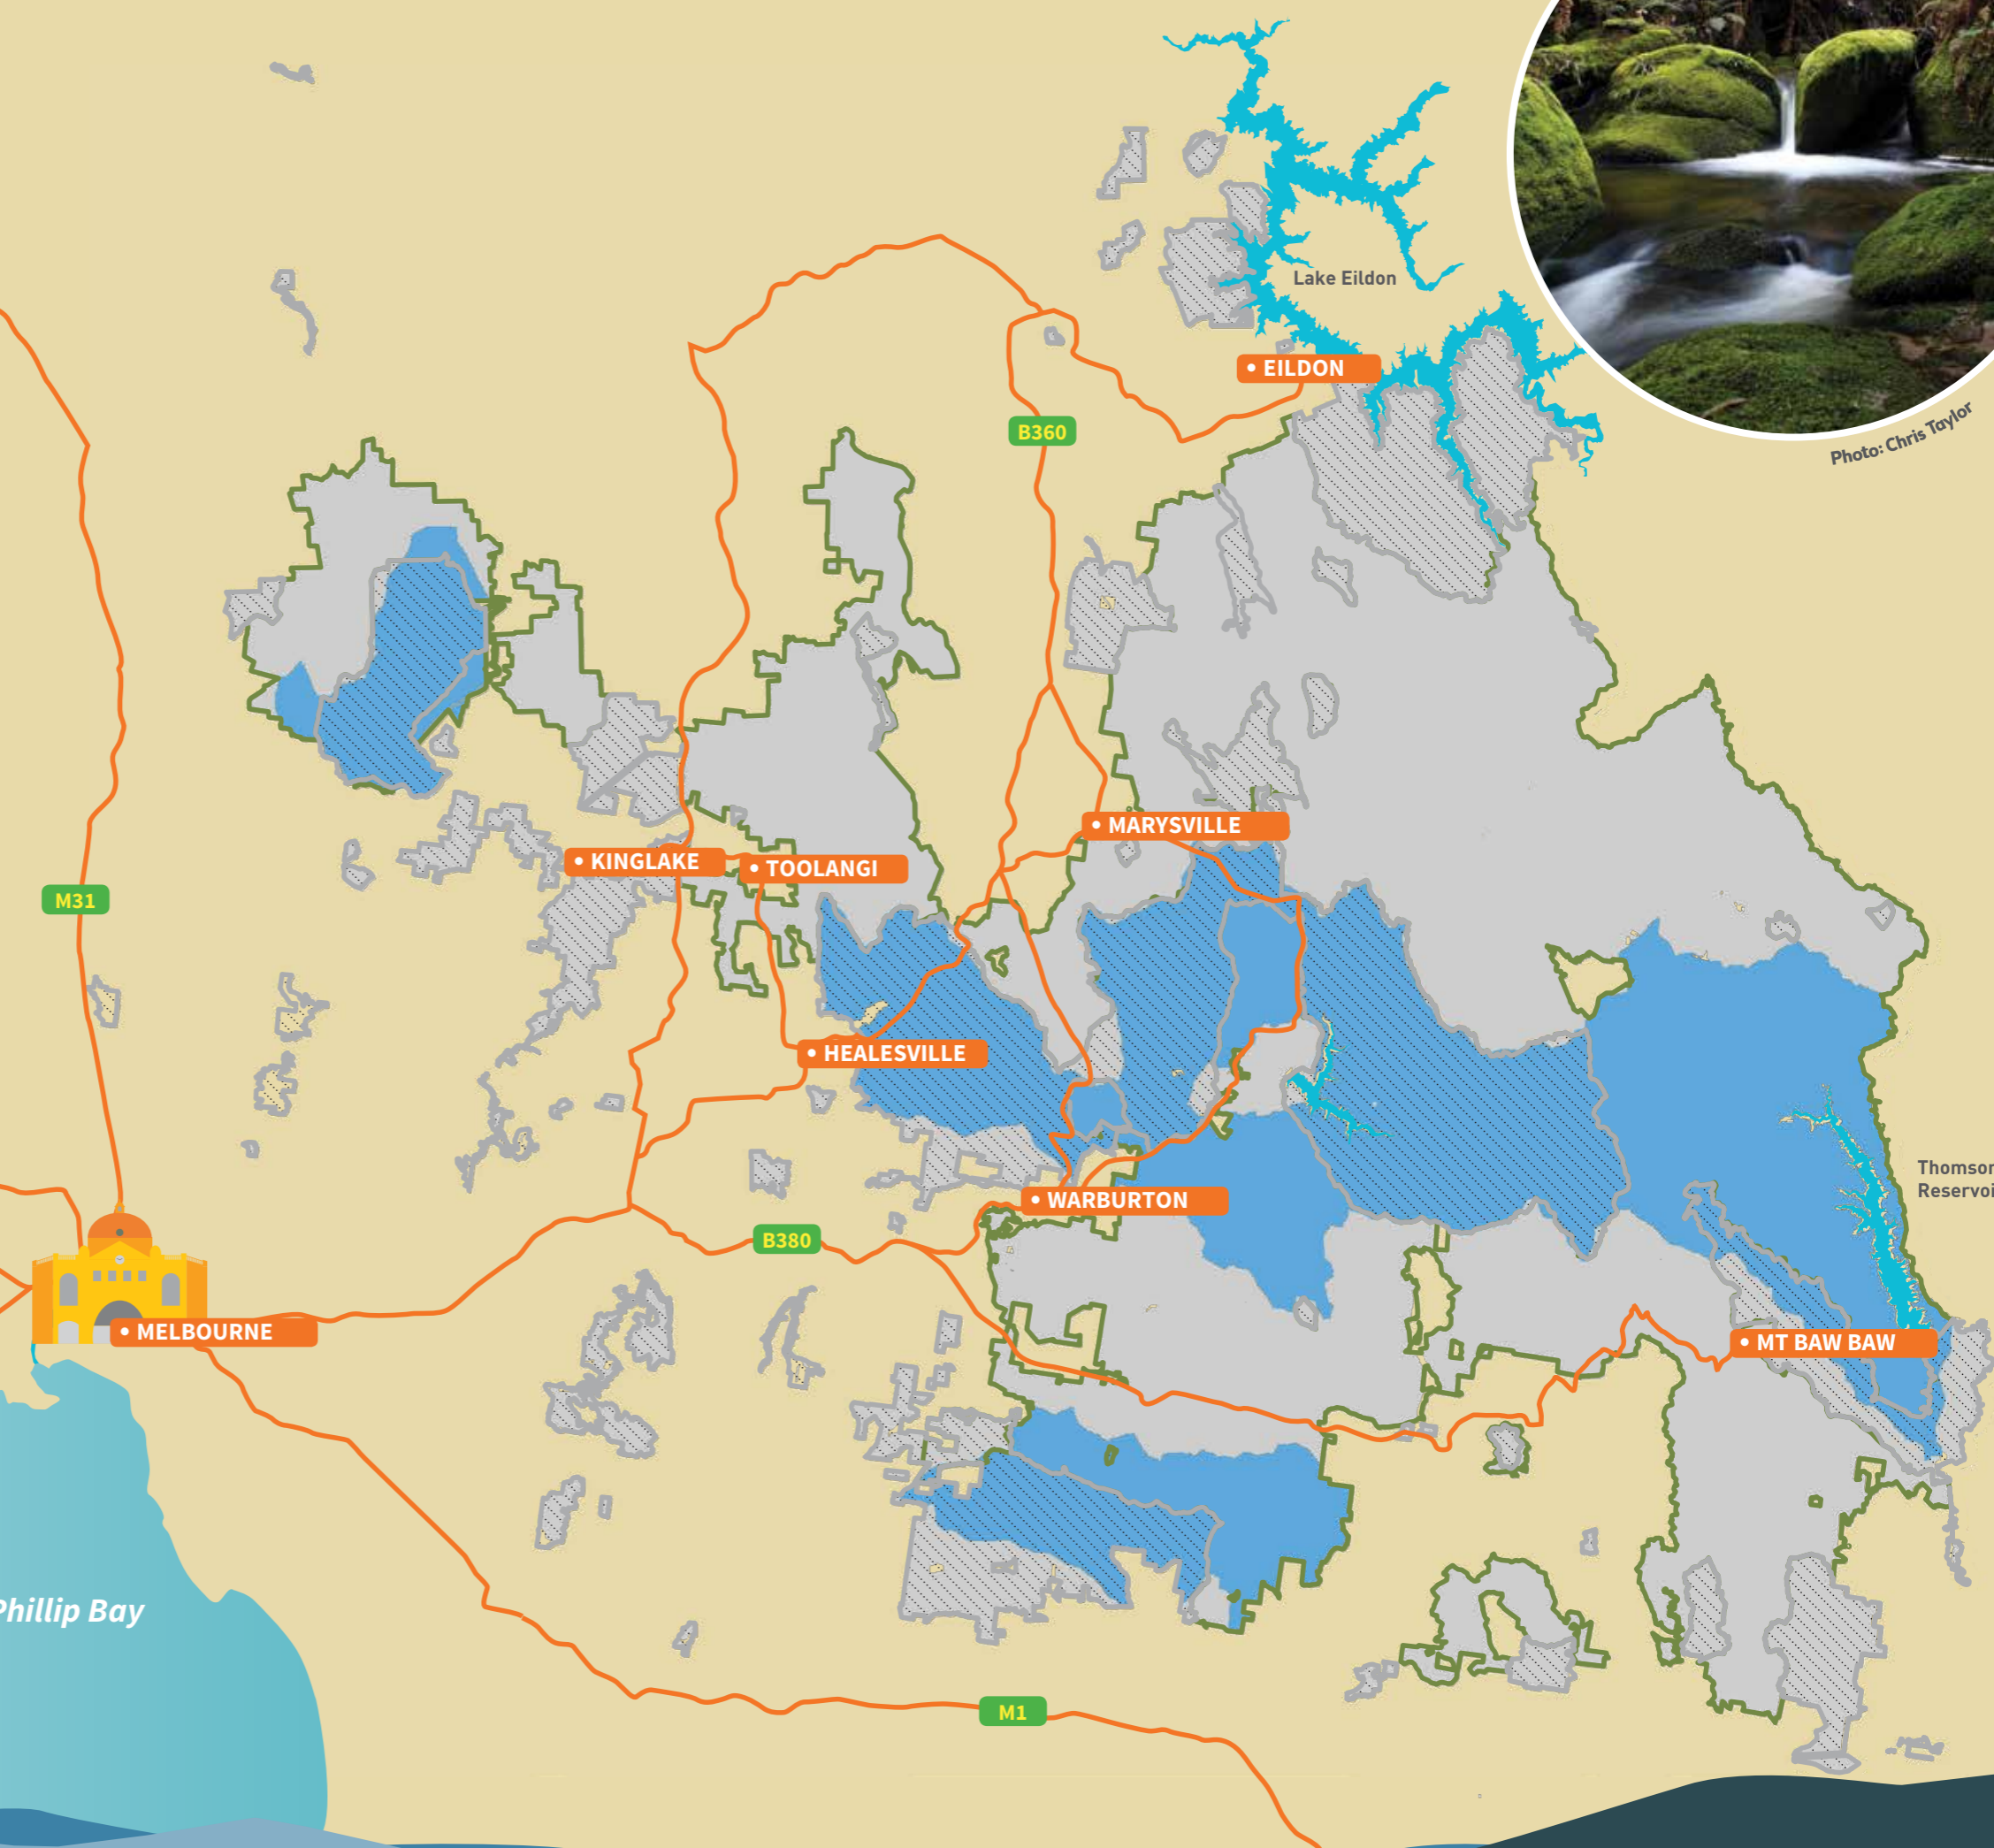 Lake Eildon
• EILDON
Photo: Chris Taylor
B360
• MARYSVILLE
• KINGLAKE
• TOOLANGI
M31
• HEALESVILLE
Thomson
Reservoi
• WARBURTON
B380
• MELBOURNE
• MT BAW BAW
Phillip Bay
M1